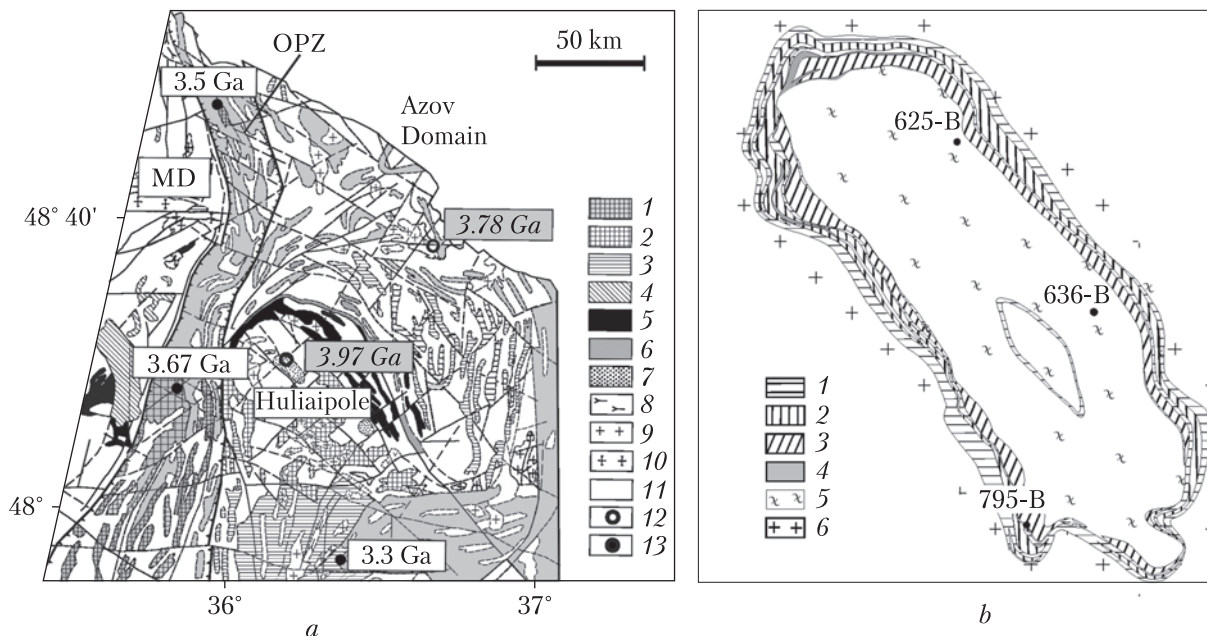 OPZ
50 km
3.5 Ga
Azov
Domain
MD
48° 40'
3.78 Ga
3.67 Ga
3.97 Ga
Huliaipole
48°
3.3 Ga
36°
37°
1
2
3
4
5
6
7
8
9
10
11
12
13
a
625-B
636-B
795-B
1
2
3
4
5
6
b